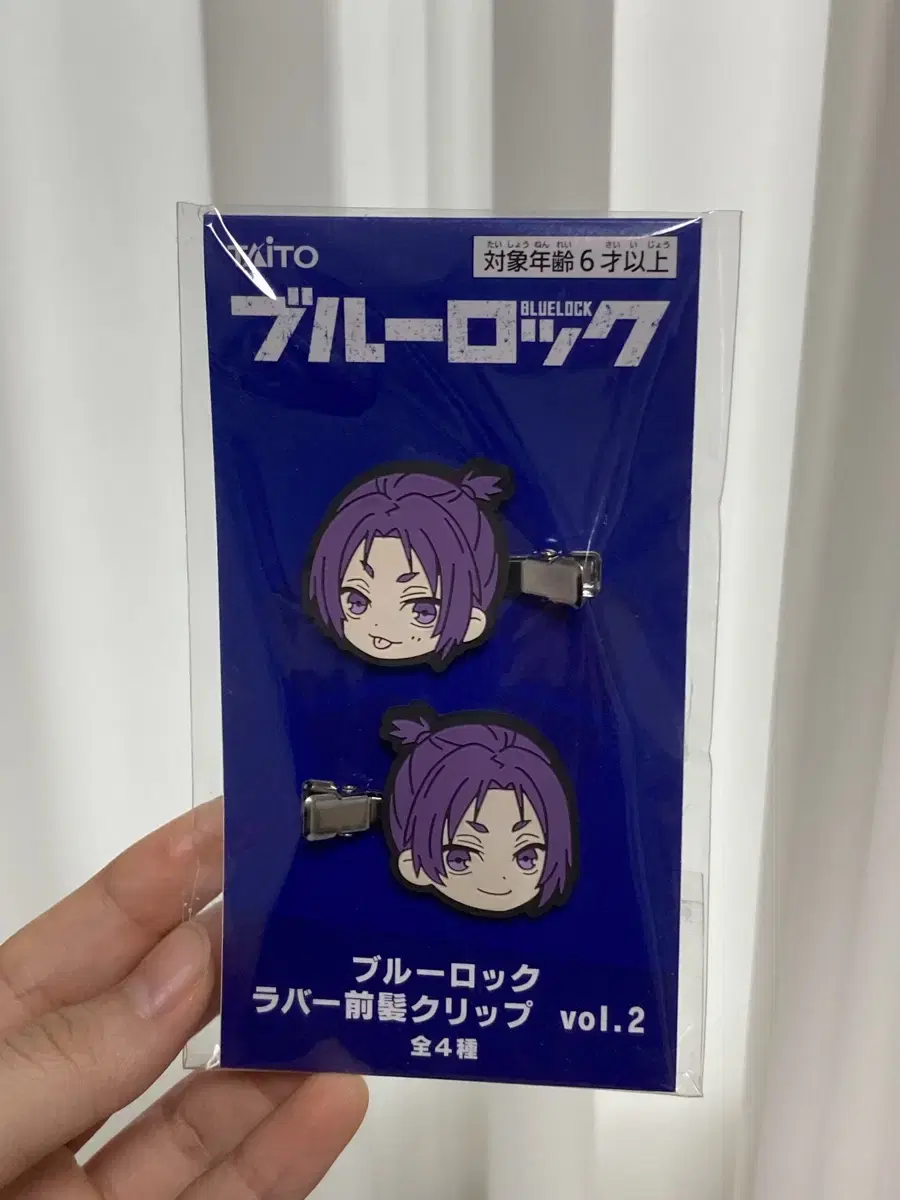 TAITO
たいしょうねんれい さいいじょう
対象年齢6才以上
BLUELOCK
ブルーロック
ブルーロック
ラバー前髪クリップ vol.2
全4種